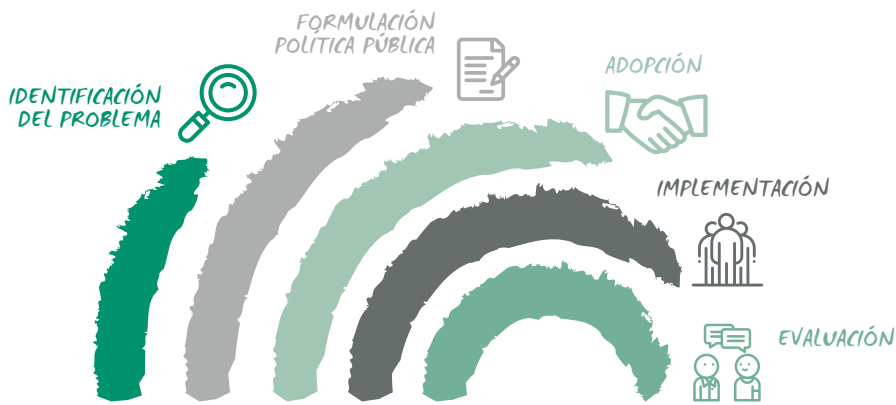 IDENTIFICACIÓN
DEL PROBLEMA
FORMULACIÓN
POLÍTICA PÚBLICA
ADOPCIÓN
IMPLEMENTACIÓN
EVALUACIÓN